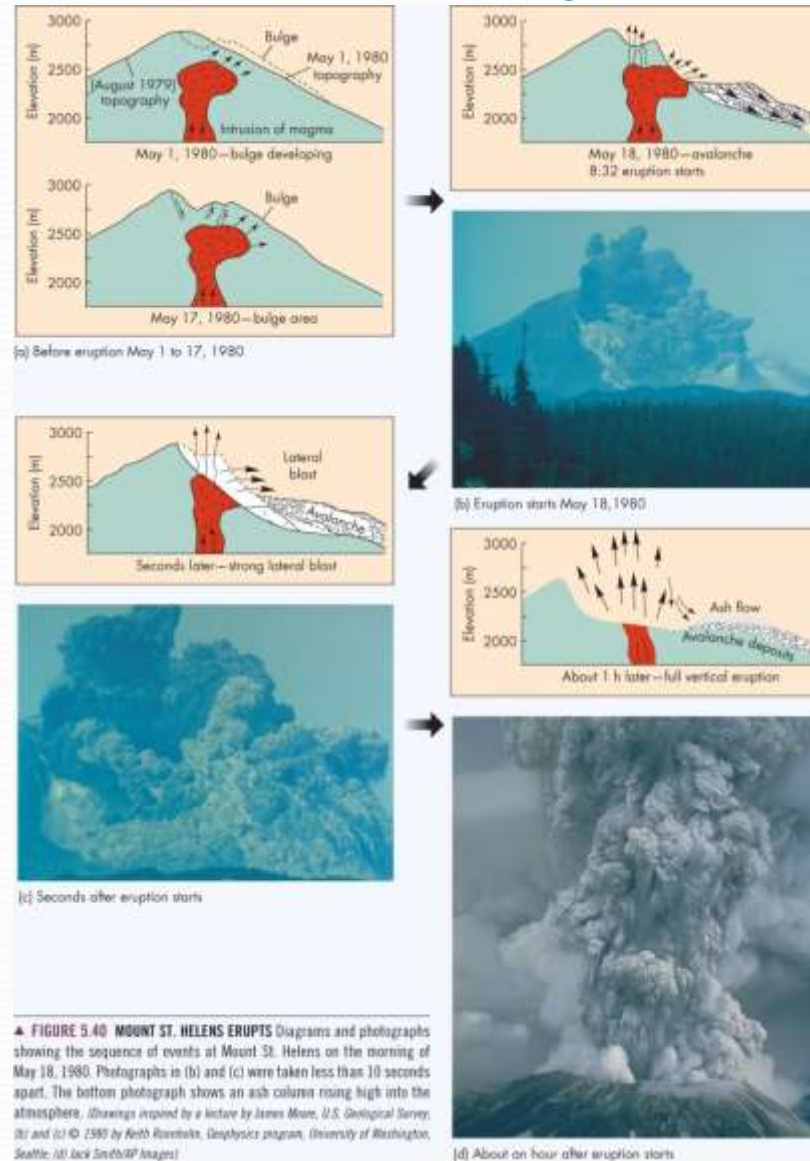 3000
2500
2000
Elevation (m)
Bulge
May 1, 1980
topography
(August 1979)
topography
Intrusion of magma
May 1, 1980—bulge developing
3000
2500
2000
Elevation (m)
Bulge
May 17, 1980—bulge area
(a) Before eruption May 1 to 17, 1980
3000
2500
2000
Elevation (m)
May 18, 1980—avalanche
8:32 eruption starts
(b) Eruption starts May 18, 1980
3000
2500
2000
Elevation (m)
Lateral
blast
Avalanche
Seconds later—strong lateral blast
(c) Seconds after eruption starts
3000
2500
2000
Elevation (m)
Ash flow
Avalanche deposits
About 1 h later—full vertical eruption
(d) About an hour after eruption starts
▲ FIGURE 5.40 MOUNT ST. HELENS ERUPTS Diagrams and photographs
showing the sequence of events at Mount St. Helens on the morning of
May 18, 1980. Photographs in (b) and (c) were taken less than 10 seconds
apart. The bottom photograph shows an ash column rising high into the
atmosphere. (Drawings inspired by a lecture by James Moore, U.S. Geological Survey;
(b) and (c) © 1980 by Keith Ronnholm, Geophysics program, University of Washington,
Seattle; (d) Jack Smith/AP Images)